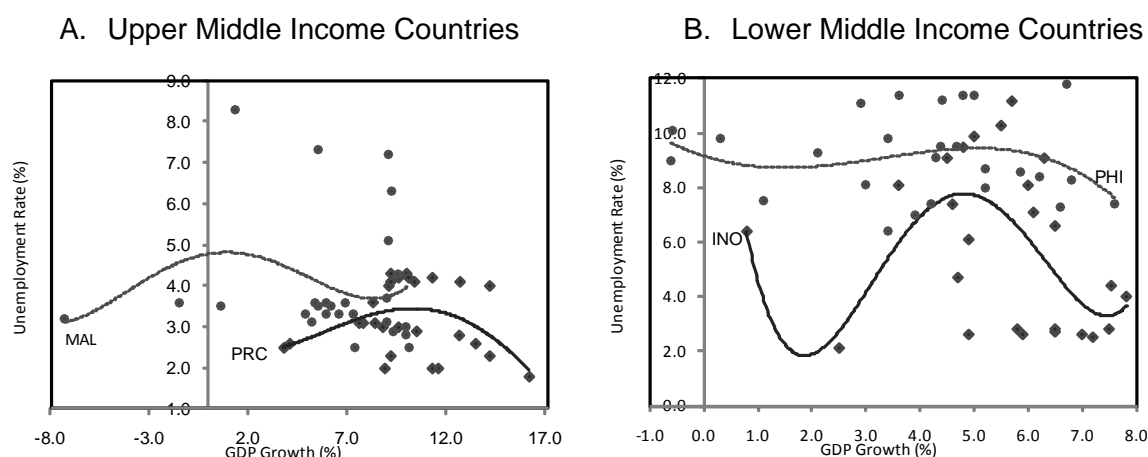 A. Upper Middle Income Countries
B. Lower Middle Income Countries
9.0
8.0
7.0
6.0
5.0
4.0
3.0
2.0
1.0
Unemployment Rate (%)
MAL
PRC
-8.0 -3.0 2.0 7.0 12.0 17.0
GDP Growth (%)
12.0
10.0
8.0
6.0
4.0
2.0
0.0
Unemployment Rate (%)
PHI
INO
-1.0 0.0 1.0 2.0 3.0 4.0 5.0 6.0 7.0 8.0
GDP Growth (%)